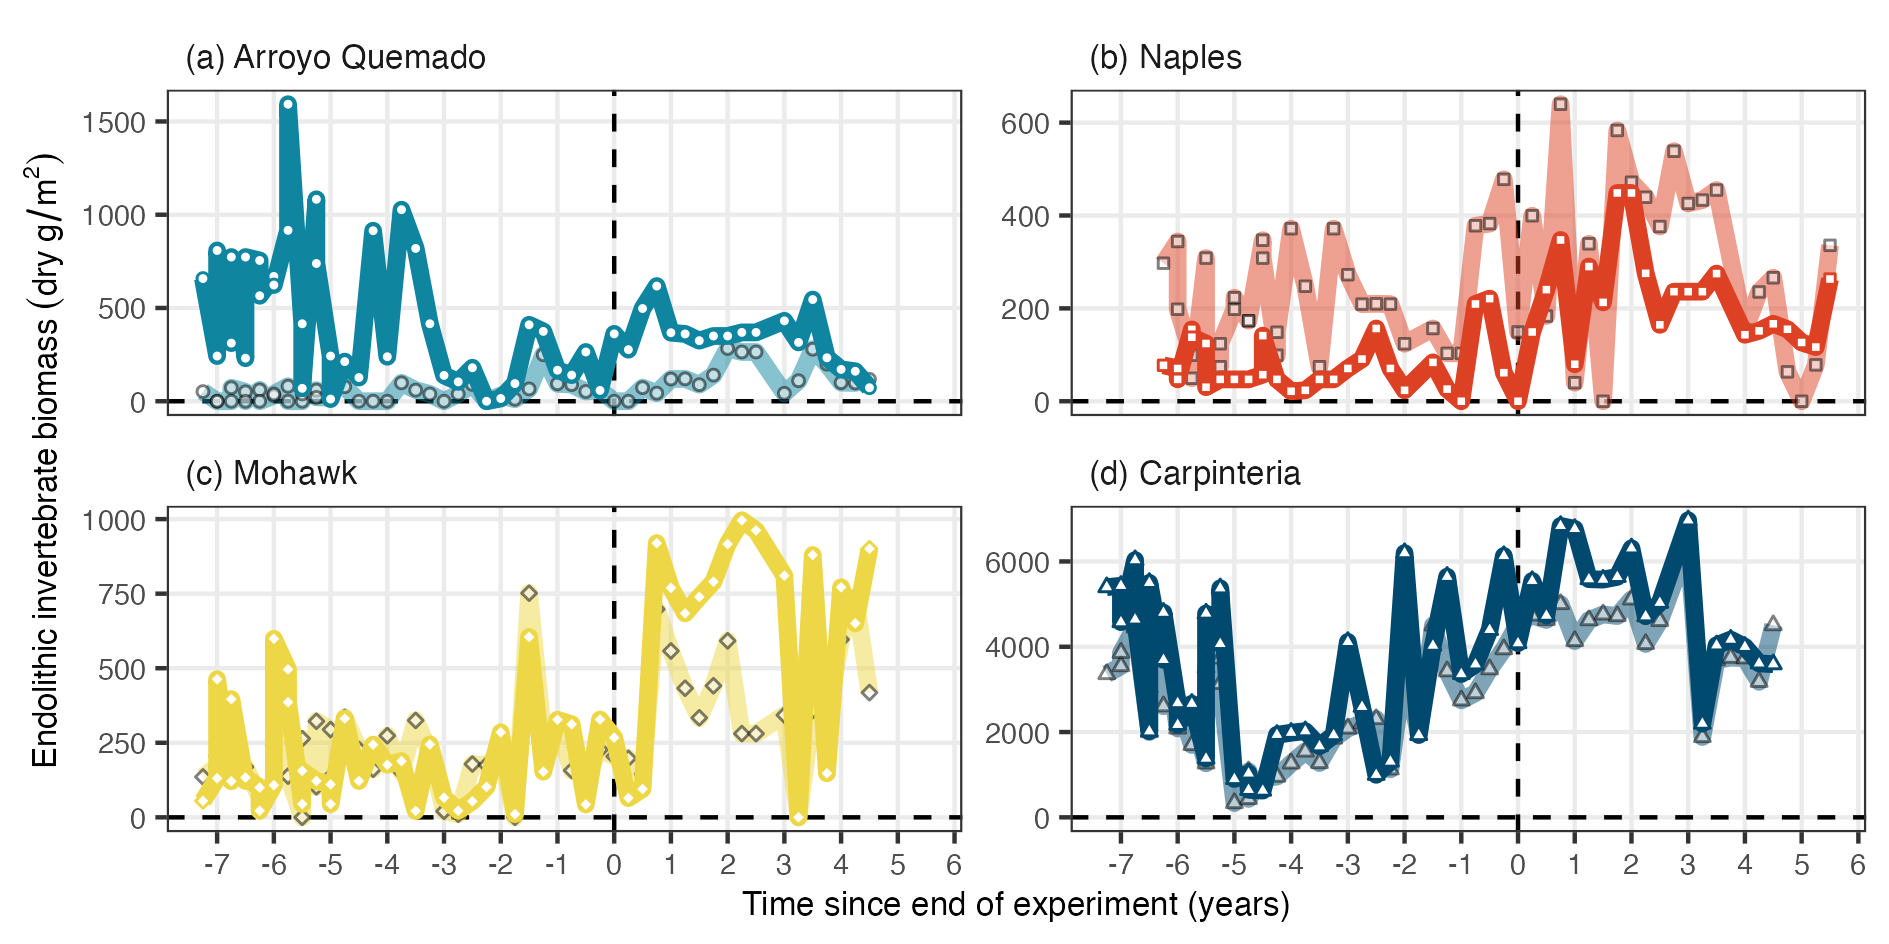 (a) Arroyo Quemado
(b) Naples
1500
1000
500
0
600
400
200
0
Endolithic invertebrate biomass (dry g/m²)
(c) Mohawk
(d) Carpinteria
1000
750
500
250
0
6000
4000
2000
0
-7 -6 -5 -4 -3 -2 -1 0 1 2 3 4 5 6
-7 -6 -5 -4 -3 -2 -1 0 1 2 3 4 5 6
Time since end of experiment (years)